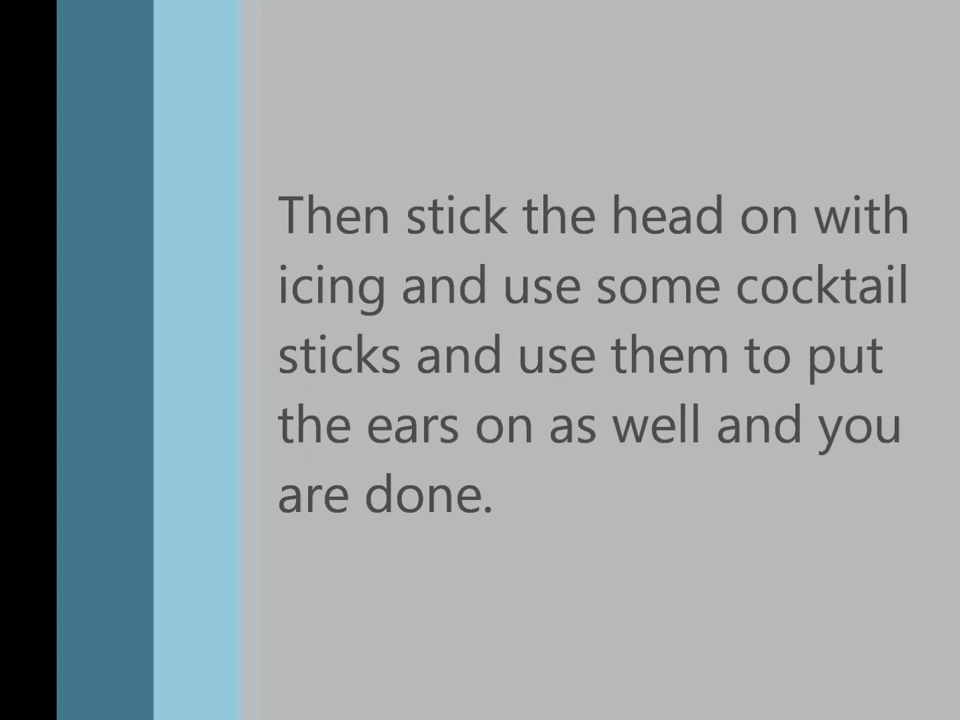 Then stick the head on with
icing and use some cocktail
sticks and use them to put
the ears on as well and you
are done.